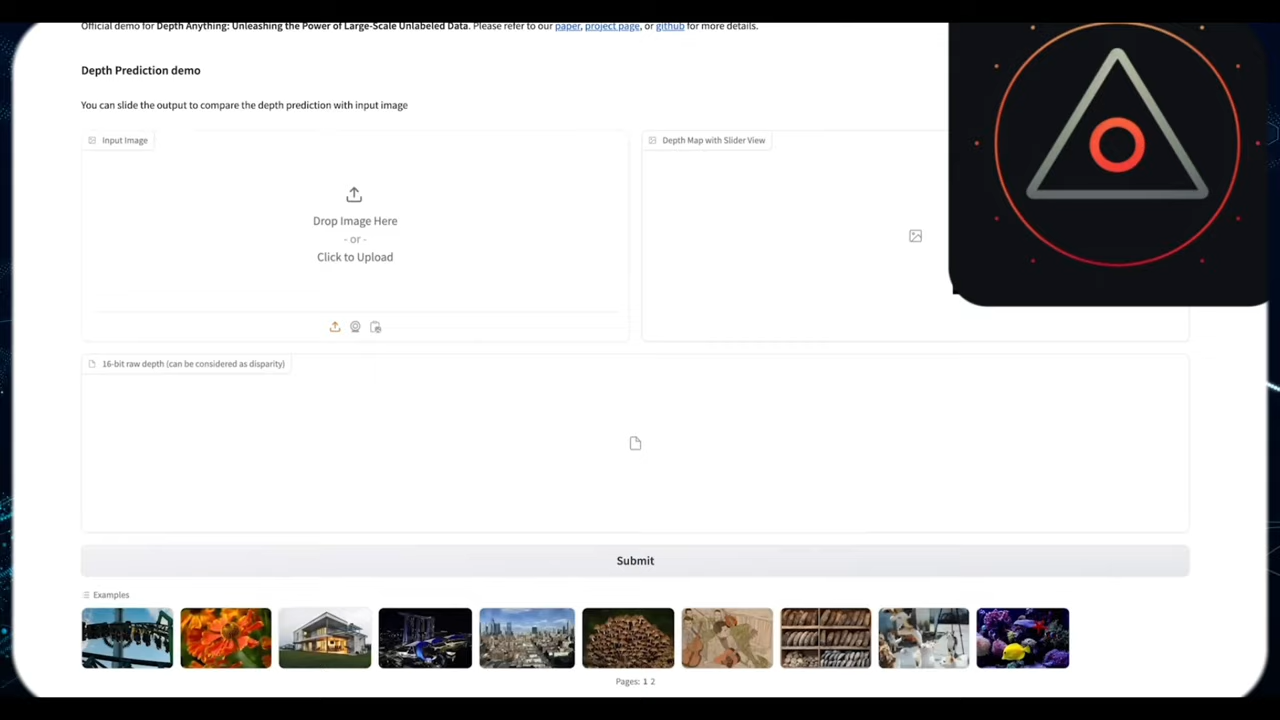 Official demo for Depth Anything: Unleashing the Power of Large-Scale Unlabeled Data. Please refer to our paper, project page, or github for more details.
Depth Prediction demo
You can slide the output to compare the depth prediction with input image
Input Image
Depth Map with Slider View
Drop Image Here
- or -
Click to Upload
16-bit raw depth (can be considered as disparity)
Submit
Examples
Pages: 1 2